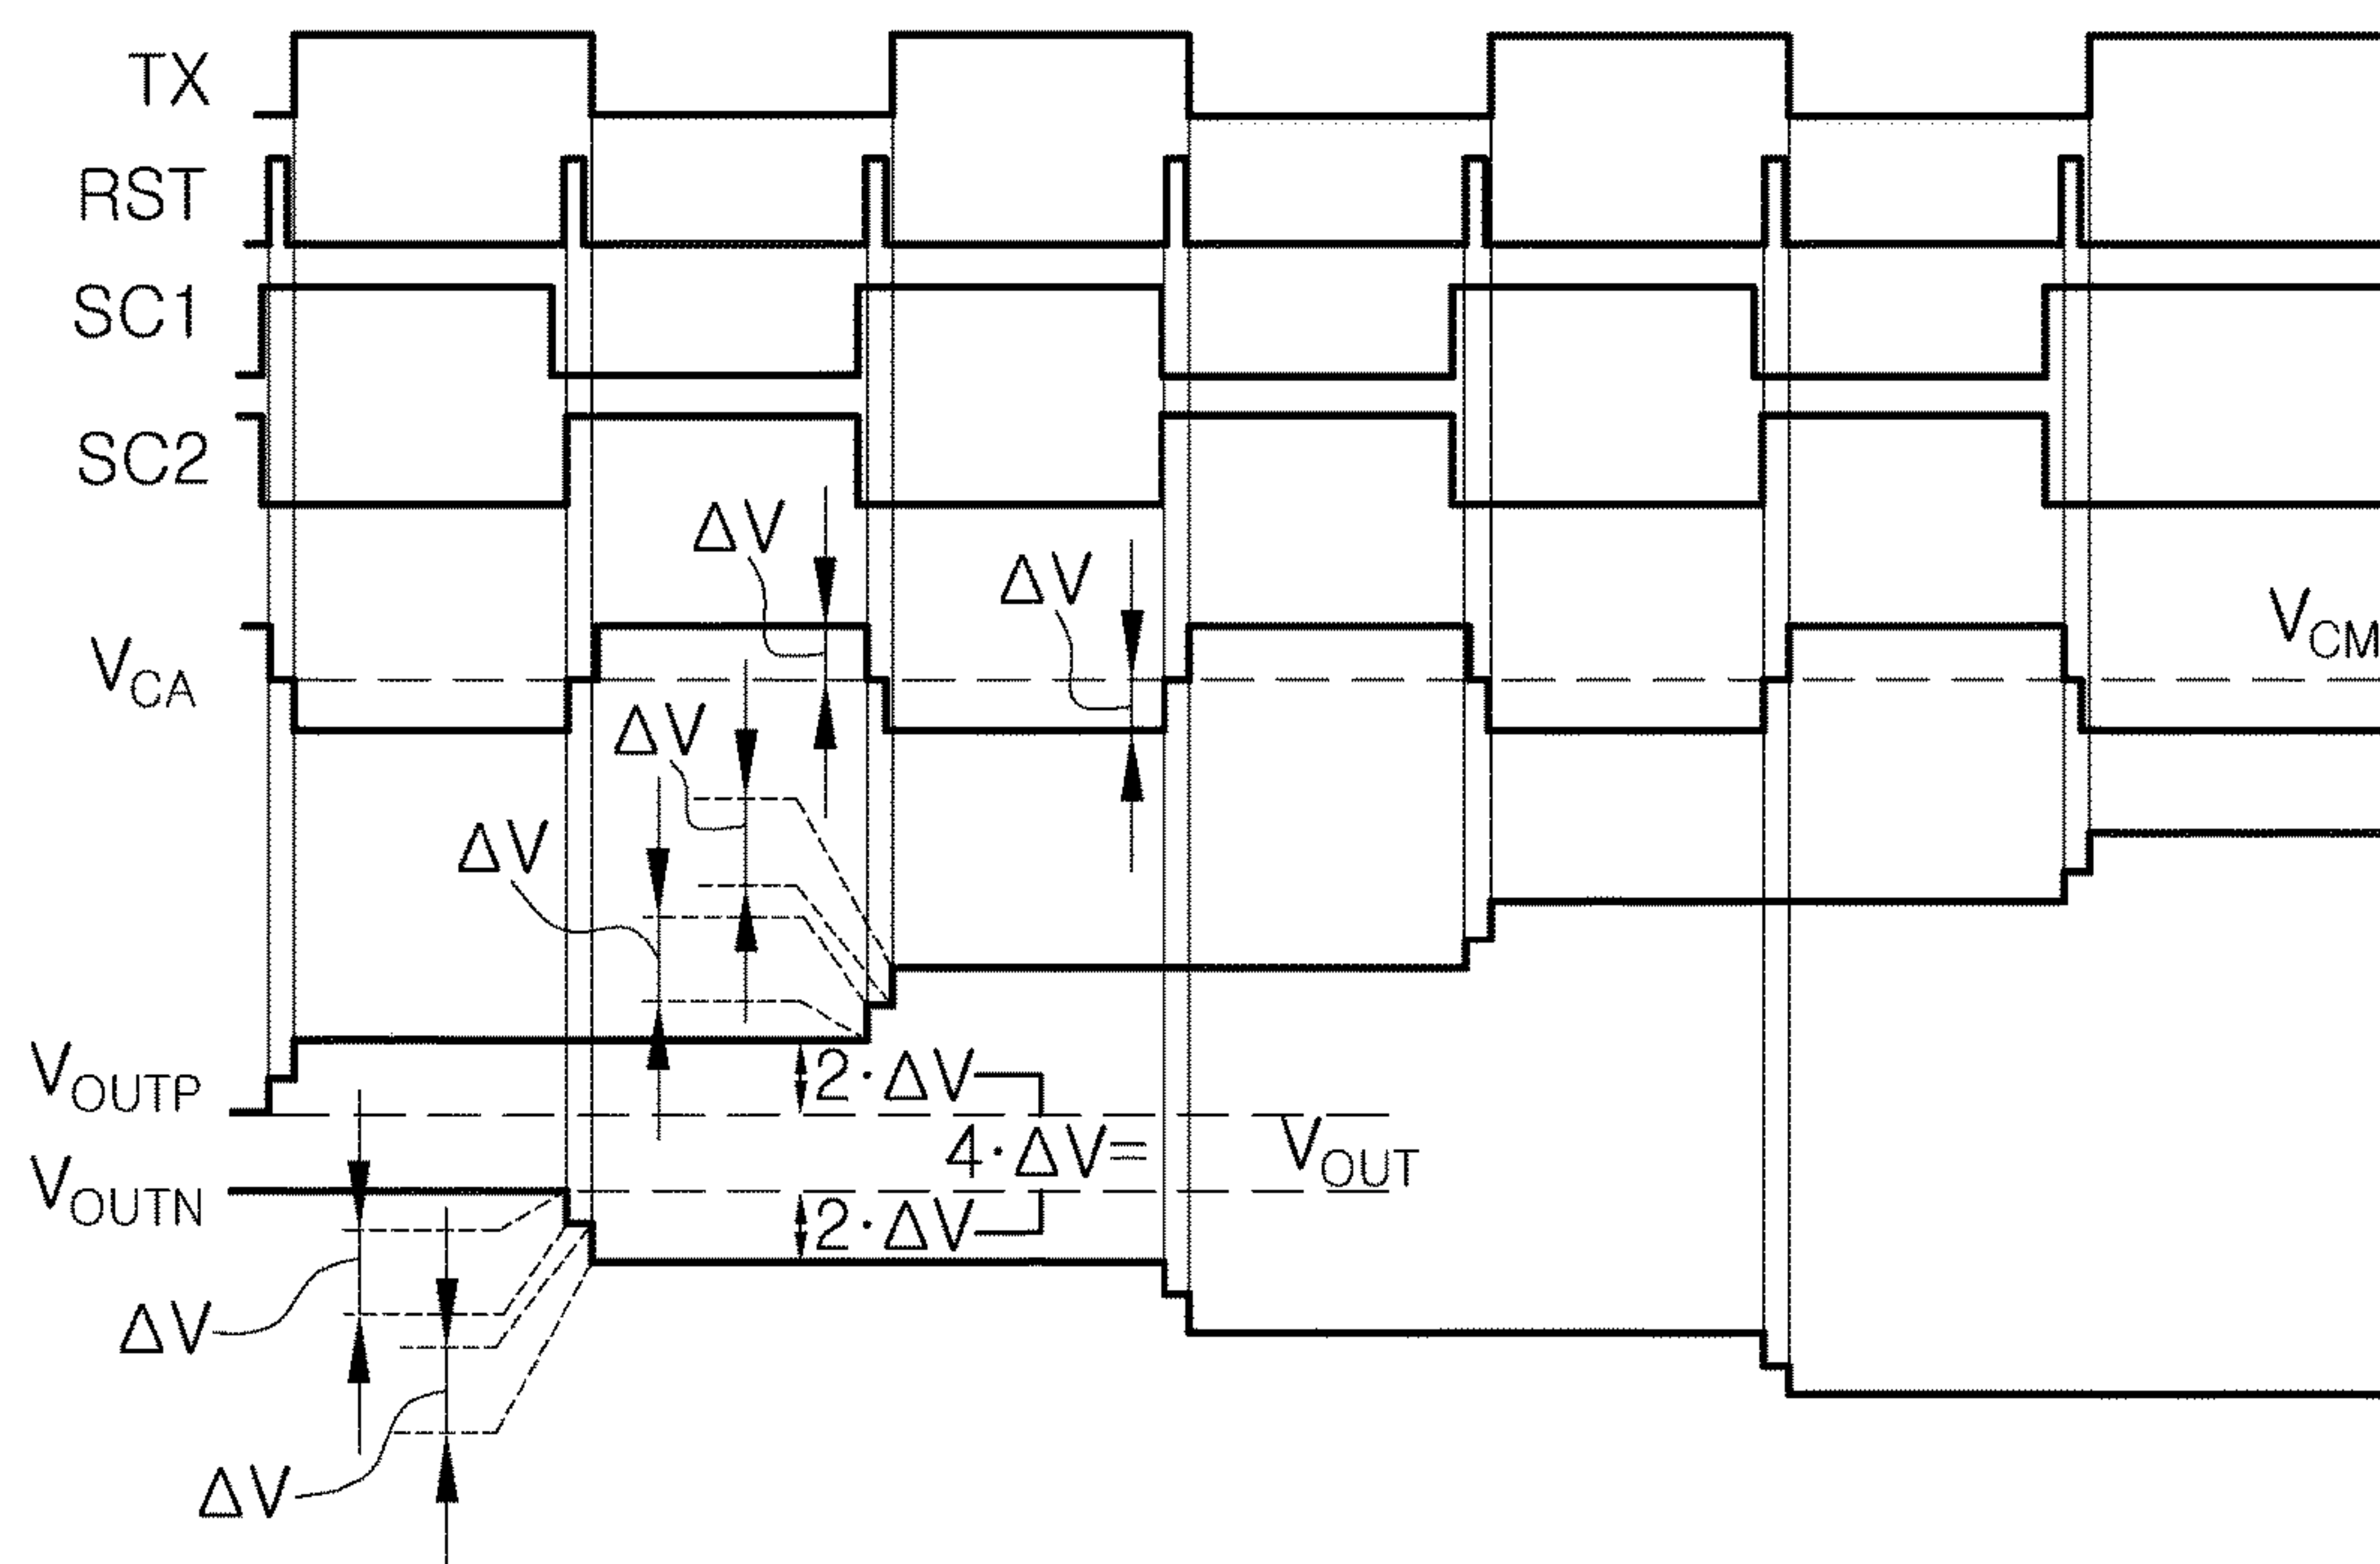 TX
RST
SC1
SC2
ΔV
ΔV
V_CM
V_CA
ΔV
ΔV
V_OUTP
2·ΔV
4·ΔV=
V_OUT
V_OUTN
2·ΔV
ΔV
ΔV